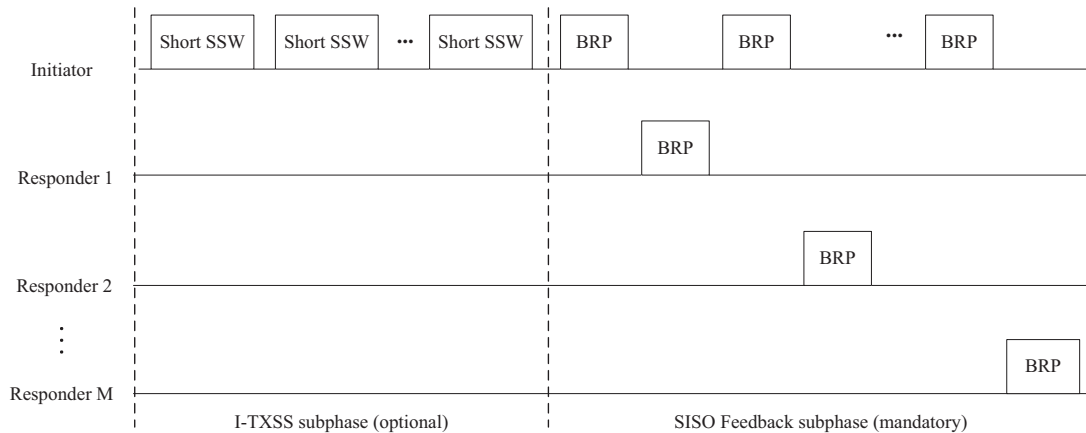 Short SSW Short SSW ... Short SSW BRP BRP ... BRP
Initiator
BRP
Responder 1
BRP
Responder 2
BRP
Responder M
I-TXSS subphase (optional) SISO Feedback subphase (mandatory)